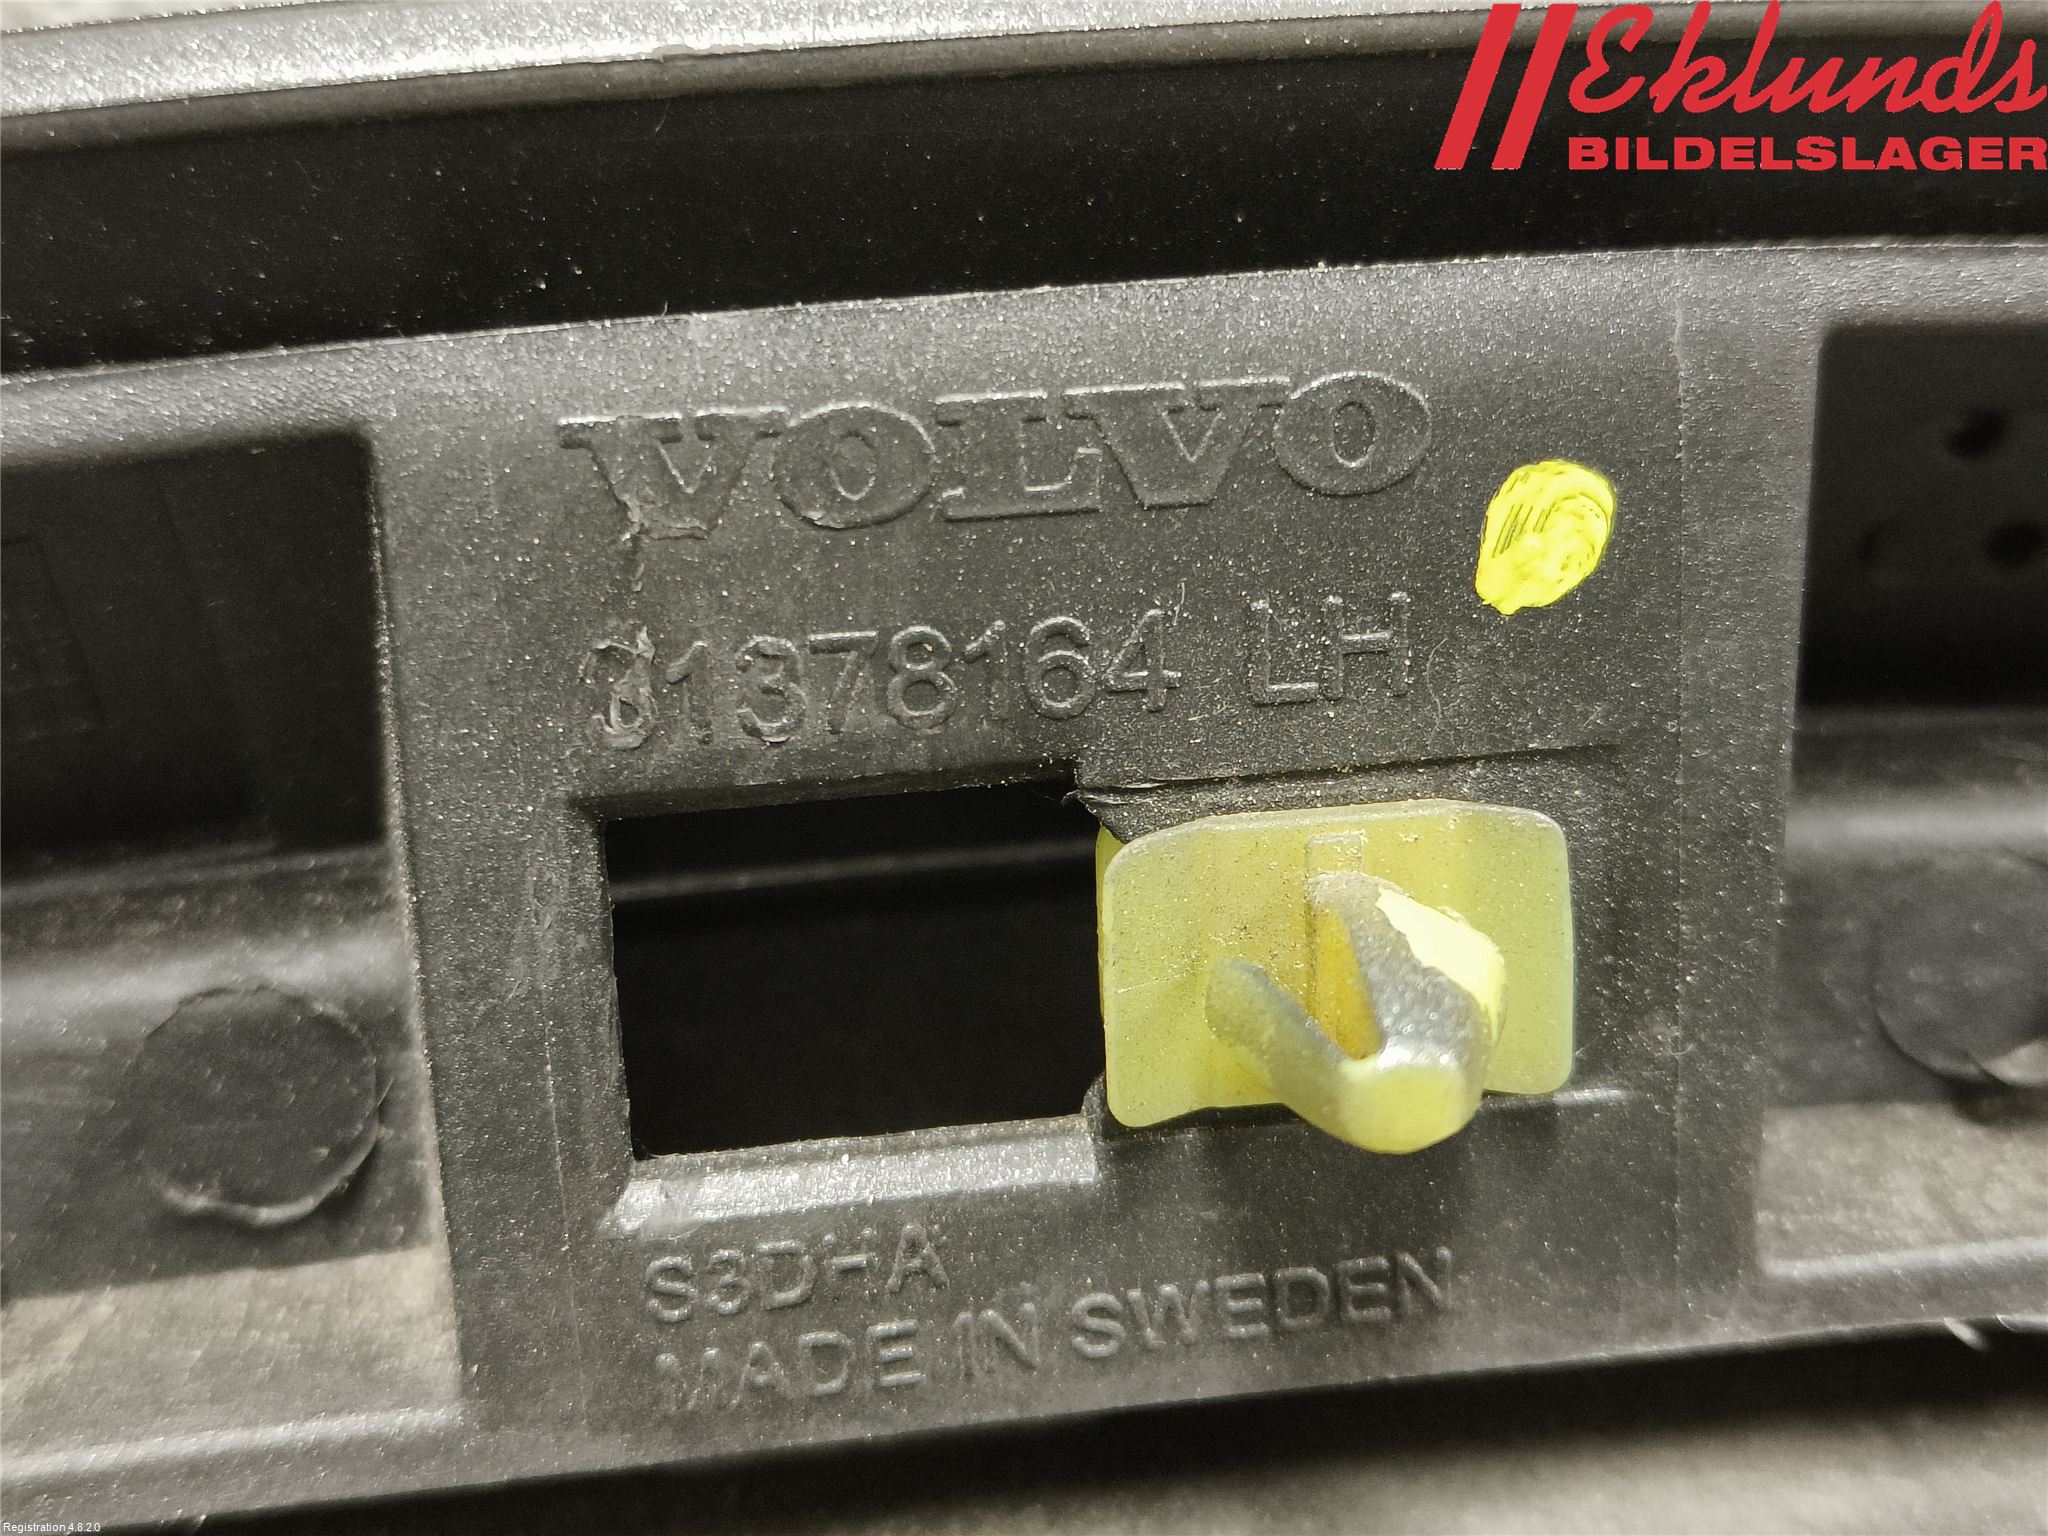 Eklunds
BILDELSLAGER
VOLVO
31378164 LH
S3DHA
MADE IN SWEDEN
Registration 4.8.2.0